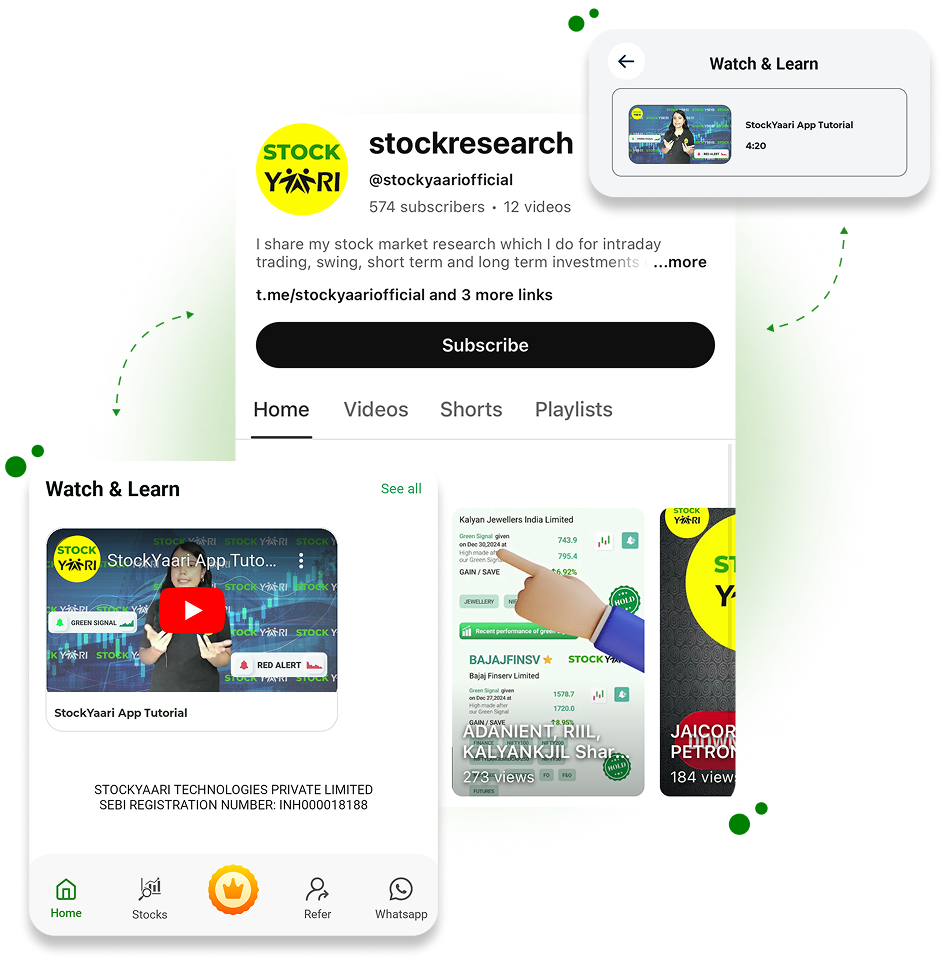 Watch & Learn
StockYaari App Tutorial
4:20
STOCK
YAARI
stockresearch
@stockyaariofficial
574 subscribers • 12 videos
I share my stock market research which I do for intraday
trading, swing, short term and long term investments
...more
t.me/stockyaariofficial and 3 more links
Subscribe
Home
Videos
Shorts
Playlists
Watch & Learn
See all
STOCK
YAARI
StockYaari App Tuto...
GREEN SIGNAL
RED ALERT
StockYaari App Tutorial
STOCKYAARI TECHNOLOGIES PRIVATE LIMITED
SEBI REGISTRATION NUMBER: INH000018188
Home
Stocks
Refer
Whatsapp
Kalyan Jewellers India Limited
Green Signal given
on Dec 30,2024 at
743.9
High made after
our Green Signal
795.4
GAIN / SAVE
6.92%
JEWELLERY
HOLD
Recent performance of green
BAJAJFINSV
STOCK
Bajaj Finserv Limited
Green Signal given
on Dec 27,2024 at
1578.7
High made after
our Green Signal
1720.0
GAIN / SAVE
8.95%
FINANCE
NIFTY100
NIFTY200
FO
F&O
FUTURES
HOLD
ADANIENT, RIIL,
KALYANKJIL Shar...
273 views
STOCK
YAARI
JAICOR
PETRON
184 views